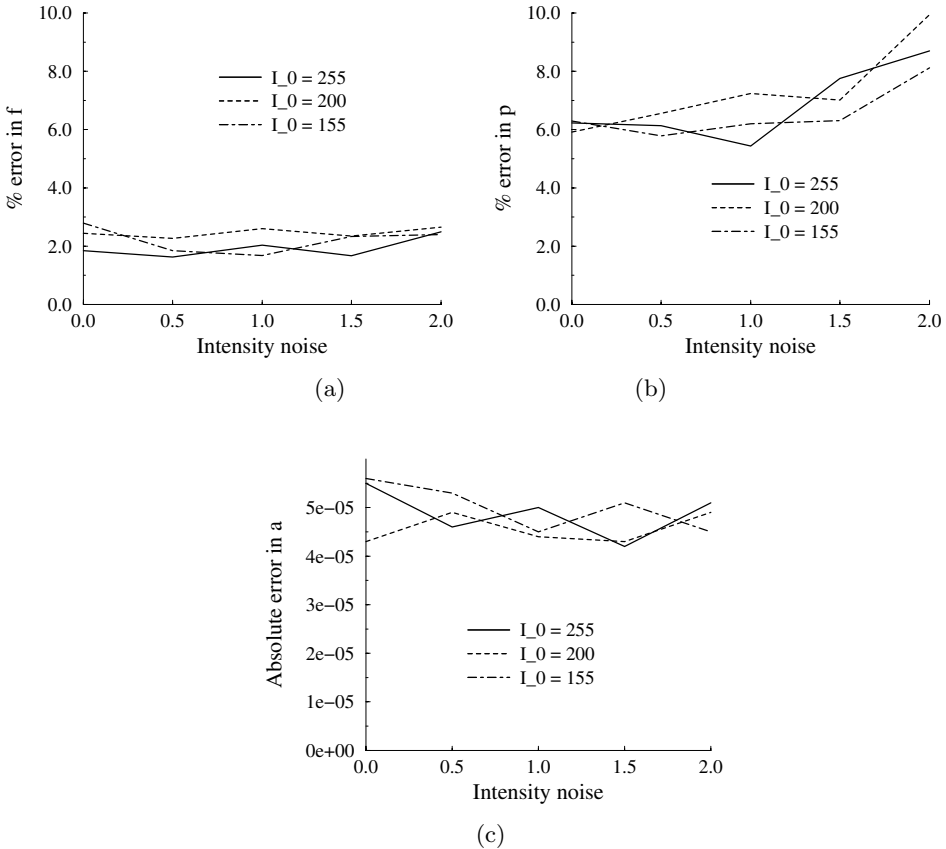 10.0
8.0
6.0
4.0
2.0
0.0
% error in f
I_0 = 255
I_0 = 200
I_0 = 155
0.0 0.5 1.0 1.5 2.0
Intensity noise
(a)
10.0
8.0
6.0
4.0
2.0
0.0
% error in p
I_0 = 255
I_0 = 200
I_0 = 155
0.0 0.5 1.0 1.5 2.0
Intensity noise
(b)
5e−05
4e−05
3e−05
2e−05
1e−05
0e+00
Absolute error in a
I_0 = 255
I_0 = 200
I_0 = 155
0.0 0.5 1.0 1.5 2.0
Intensity noise
(c)